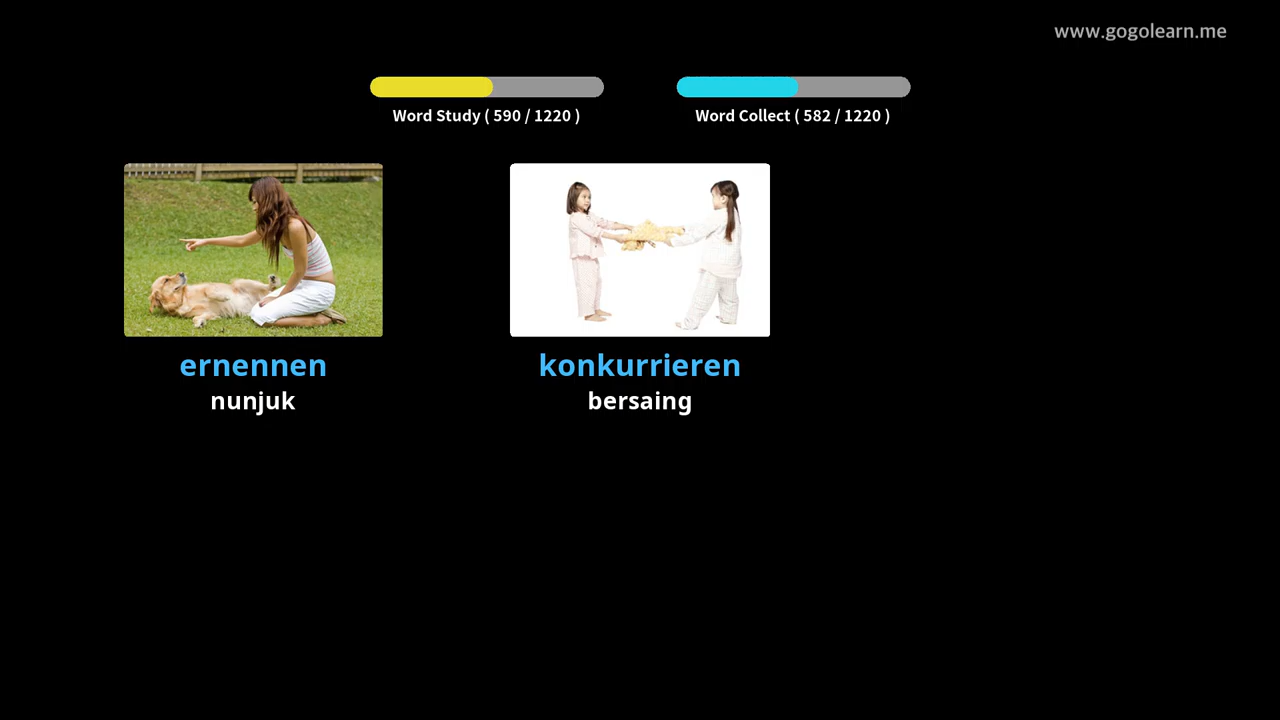 www.gogolearn.me
Word Study ( 590 / 1220 )
Word Collect ( 582 / 1220 )
ernennen
nunjuk
konkurrieren
bersaing